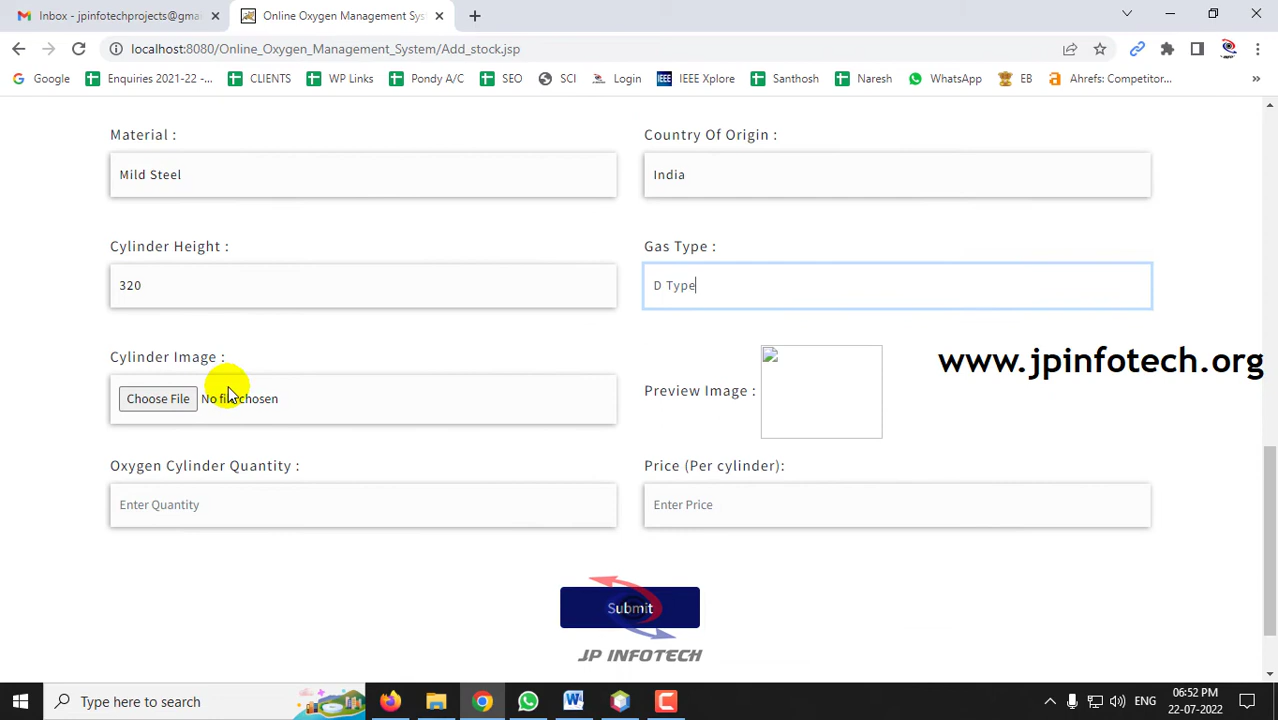 Inbox - jpinfotechprojects@gma
Online Oxygen Management Sys
localhost:8080/Online_Oxygen_Management_System/Add_stock.jsp
Google
Enquiries 2021-22 -...
CLIENTS
WP Links
Pondy A/C
SEO
SCI
Login
IEEE Xplore
Santhosh
Naresh
WhatsApp
EB
Ahrefs: Competitor...
Material :
Country Of Origin :
Mild Steel
India
Cylinder Height :
Gas Type :
320
D Type
Cylinder Image :
www.jpinfotech.org
Preview Image :
Choose File
No file chosen
Oxygen Cylinder Quantity :
Price (Per cylinder):
Enter Quantity
Enter Price
Submit
JP INFOTECH
Type here to search
ENG
06:52 PM
22-07-2022